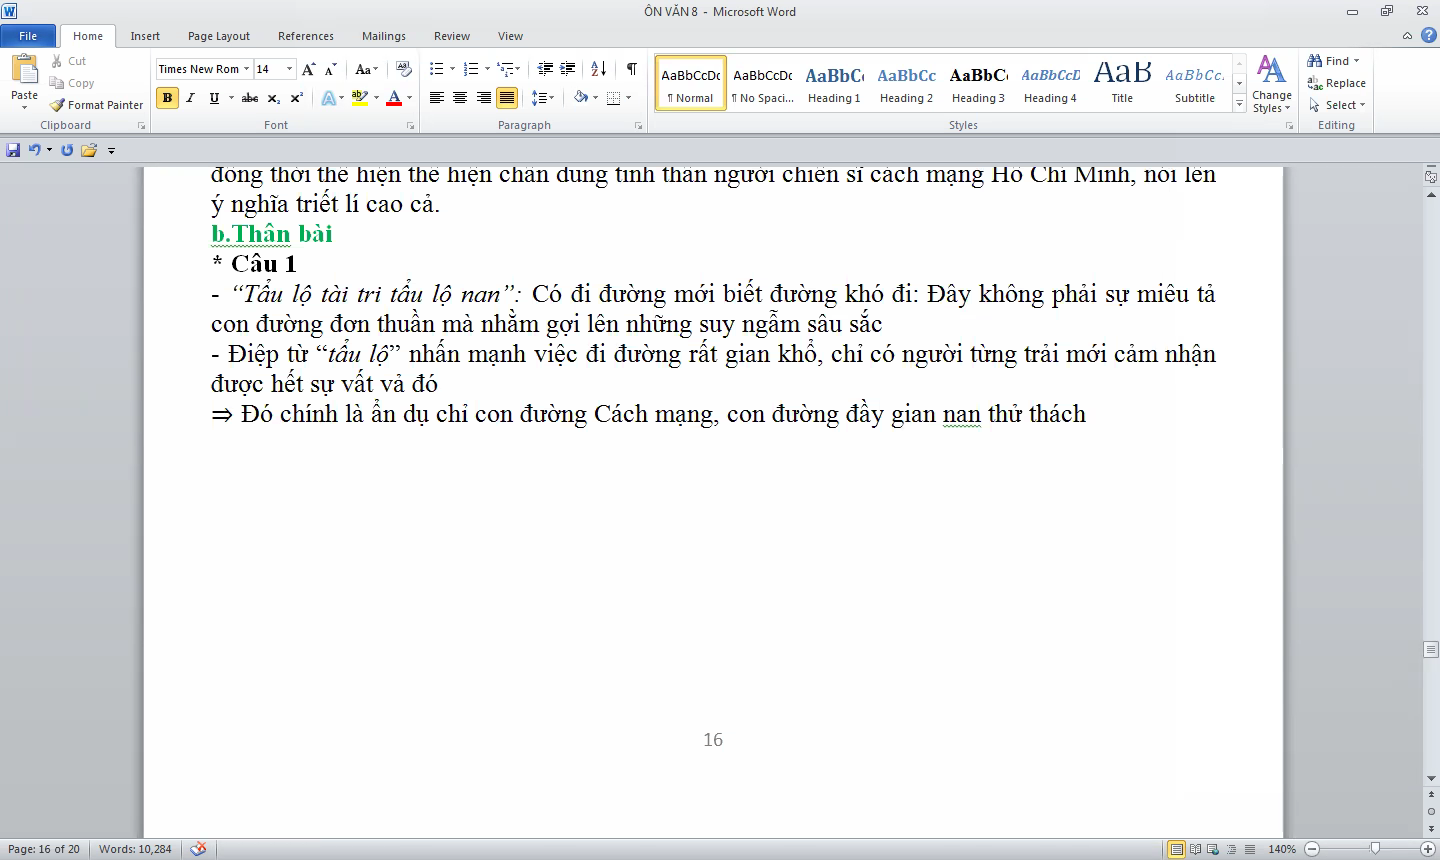 ÔN VĂN 8 - Microsoft Word
File Home Insert Page Layout References Mailings Review View
Paste Cut Copy Format Painter Clipboard
Times New Rom 14 Aa
B I U abc x₂ x² A ab A Font
Paragraph
AaBbCcDc AaBbCcDc AaBbCc AaBbCc AaBbC AaBbCcD AaB AaBbCc.
¶ Normal ¶ No Spaci... Heading 1 Heading 2 Heading 3 Heading 4 Title Subtitle
Styles
Change Styles
Find Replace Select Editing
đồng thời thể hiện thể hiện chân dung tinh thần người chiến sĩ cách mạng Hồ Chí Minh, nói lên
ý nghĩa triết lí cao cả.
b.Thân bài
* Câu 1
- “Tẩu lộ tài tri tẩu lộ nan”: Có đi đường mới biết đường khó đi: Đây không phải sự miêu tả
con đường đơn thuần mà nhằm gợi lên những suy ngẫm sâu sắc
- Điệp từ “tẩu lộ” nhấn mạnh việc đi đường rất gian khổ, chỉ có người từng trải mới cảm nhận
được hết sự vất vả đó
⇒ Đó chính là ẩn dụ chỉ con đường Cách mạng, con đường đầy gian nan thử thách
16
Page: 16 of 20 Words: 10,284 140%